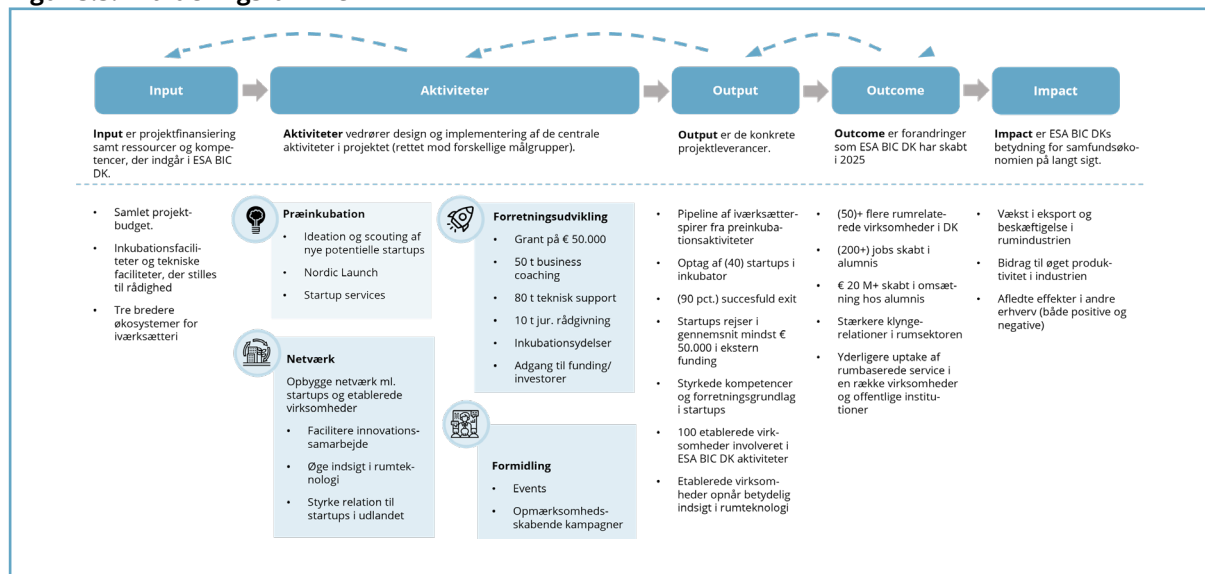 Input
Aktiviteter
Output
Outcome
Impact
Input er projektfinansiering
samt ressourcer og kompe-
tencer, der indgår i ESA BIC
DK.
Aktiviteter vedrører design og implementering af de centrale
aktiviteter i projektet (rettet mod forskellige målgrupper).
Output er de konkrete
projektleverancer.
Outcome er forandringer
som ESA BIC DK har skabt
i 2025
Impact er ESA BIC DKs
betydning for samfundsøko-
nomien på langt sigt.
• Samlet projekt-
budget.
• Inkubationsfacili-
teter og tekniske
faciliteter, der stilles
til rådighed
• Tre bredere
økosystemer for
iværksætteri
Præinkubation
• Ideation og scouting af
nye potentielle startups
• Nordic Launch
• Startup services
Netværk
Opbygge netværk ml.
startups og etablerede
virksomheder
• Facilitere innovations-
samarbejde
• Øge indsigt i rumtek-
nologi
• Styrke relation til
startups i udlandet
Forretningsudvikling
• Grant på € 50.000
• 50 t business
coaching
• 80 t teknisk support
• 10 t jur. rådgivning
• Inkubationsydelser
• Adgang til funding/
investorer
Formidling
• Events
• Opmærksomheds-
skabende kampagner
• Pipeline af iværksætter-
spirer fra preinkuba-
tionsaktiviteter
• Optag af (40) startups i
inkubator
• (90 pct.) succesfuld exit
• Startups rejser i
gennemsnit mindst €
50.000 i ekstern
funding
• Styrkede kompetencer
og forretningsgrundlag
i startups
• 100 etablerede virk-
somheder involveret i
ESA BIC DK aktiviteter
• Etablerede virksom-
heder opnår betydelig
indsigt i rumteknologi
• (50)+ flere rumrelate-
rede virksomheder i DK
• (200+) jobs skabt i
alumnis
• € 20 M+ skabt i omsæt-
ning hos alumnis
• Stærkere klynge-
relationer i rumsektoren
• Yderligere uptake af
rumbaserede service i
en række virksomheder
og offentlige institu-
tioner
• Vækst i eksport og
beskæftigelse i
rumindustrien
• Bidrag til øget produk-
tivitet i industrien
• Afledte effekter i andre
erhverv (både positive og
negative)